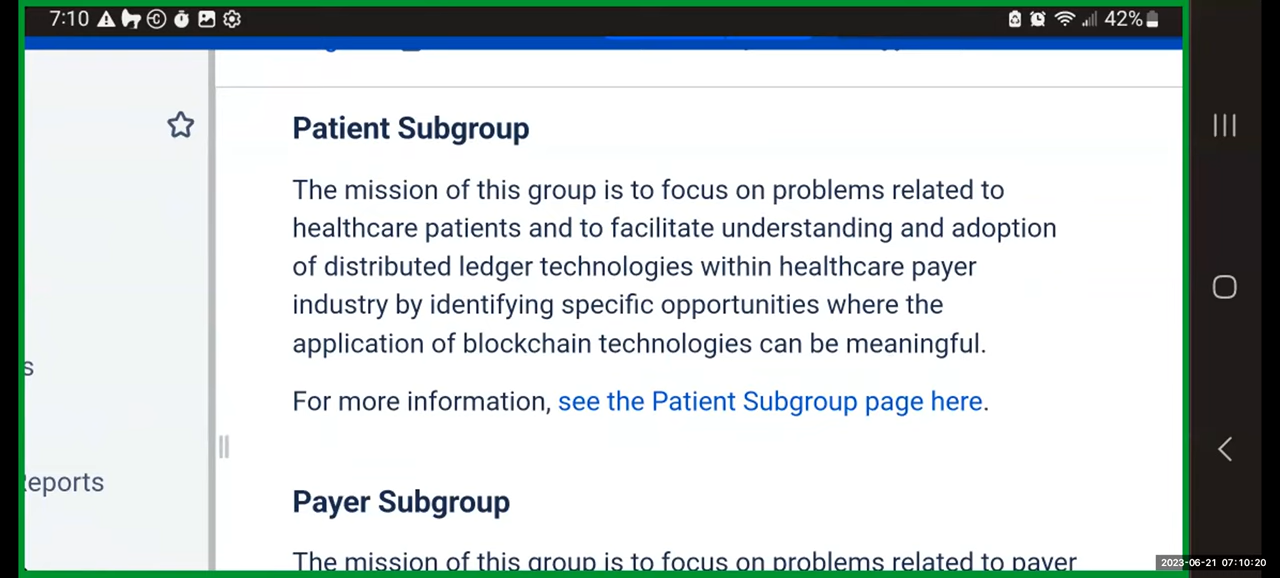 7:10
42%
Patient Subgroup
The mission of this group is to focus on problems related to
healthcare patients and to facilitate understanding and adoption
of distributed ledger technologies within healthcare payer
industry by identifying specific opportunities where the
application of blockchain technologies can be meaningful.
For more information, see the Patient Subgroup page here.
s
eports
Payer Subgroup
The mission of this group is to focus on problems related to payer
2023-06-21 07:10:20